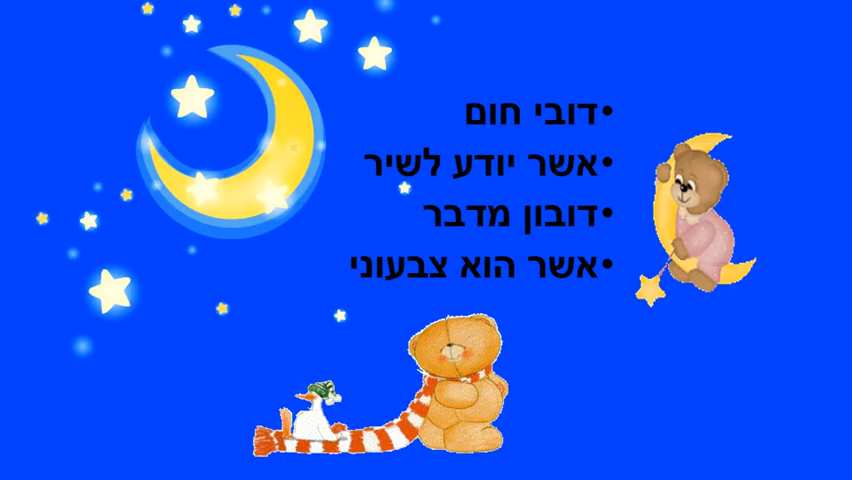 •דובי חום
•אשר יודע לשיר
•דובון מדבר
•אשר הוא צבעוני